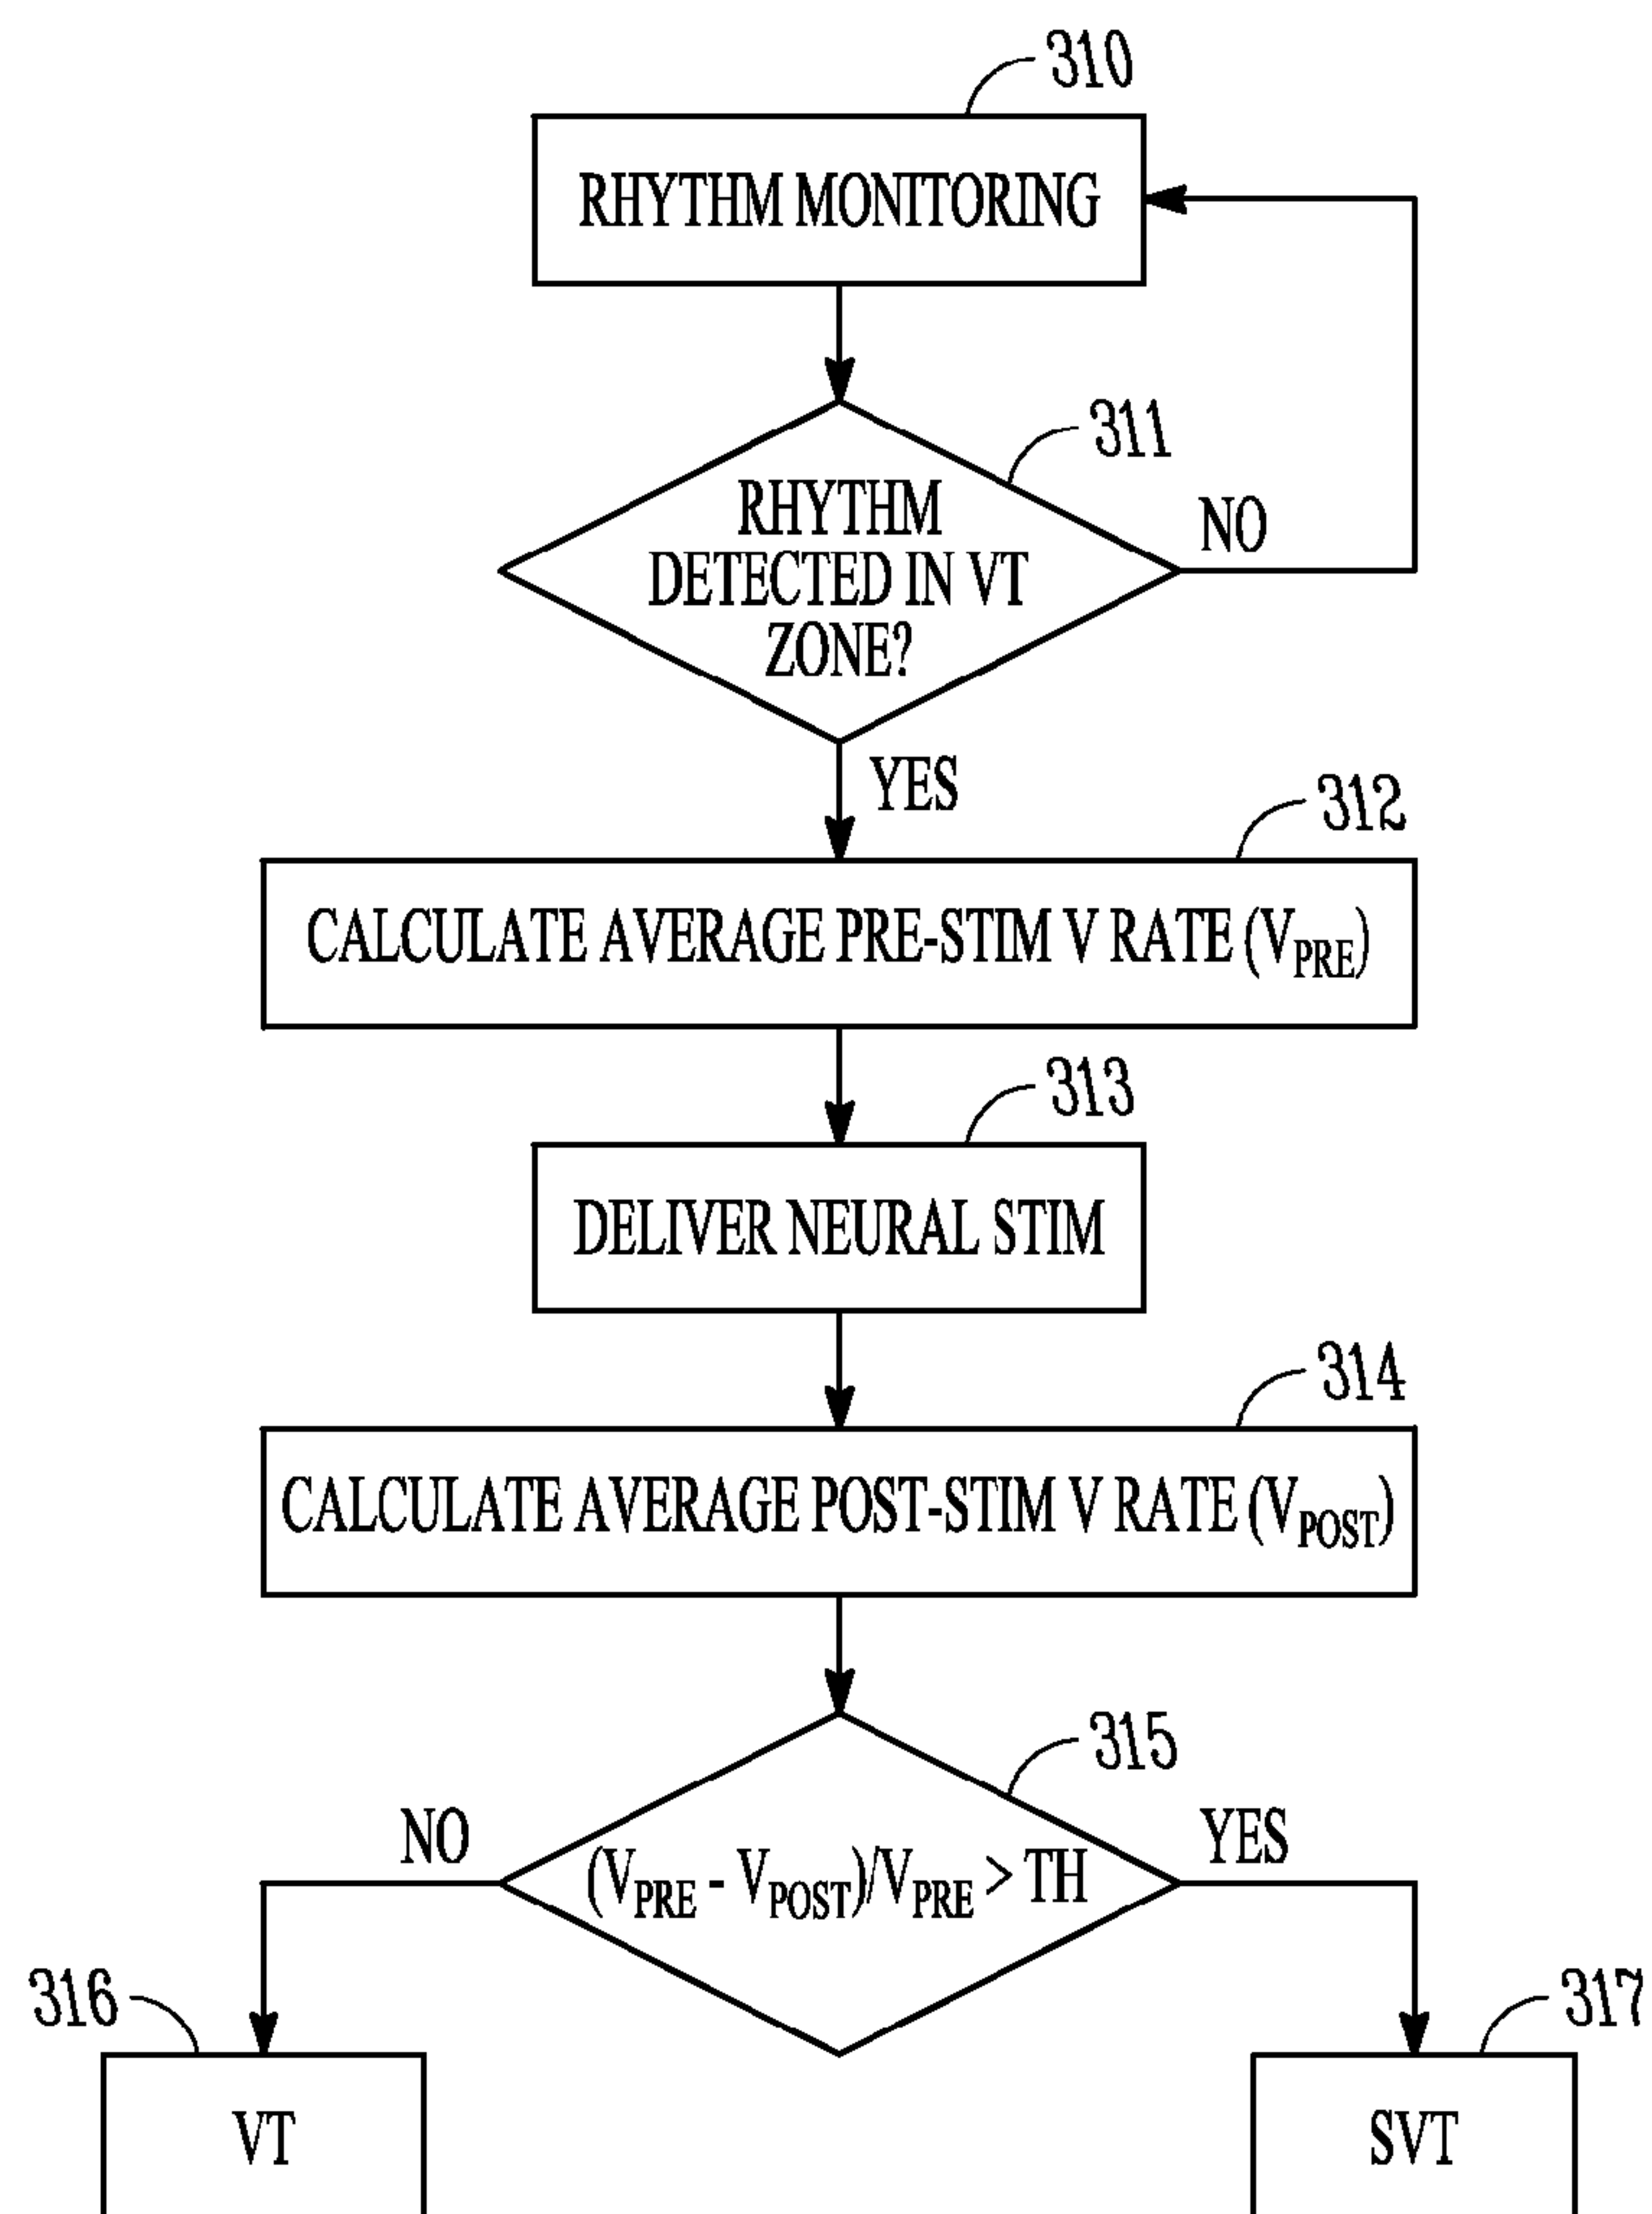 310
RHYTHM MONITORING
311
RHYTHM
DETECTED IN VT
ZONE?
NO
YES
312
CALCULATE AVERAGE PRE-STIM V RATE (VPRE)
313
DELIVER NEURAL STIM
314
CALCULATE AVERAGE POST-STIM V RATE (VPOST)
315
NO
(VPRE - VPOST)/VPRE > TH
YES
316
317
VT
SVT